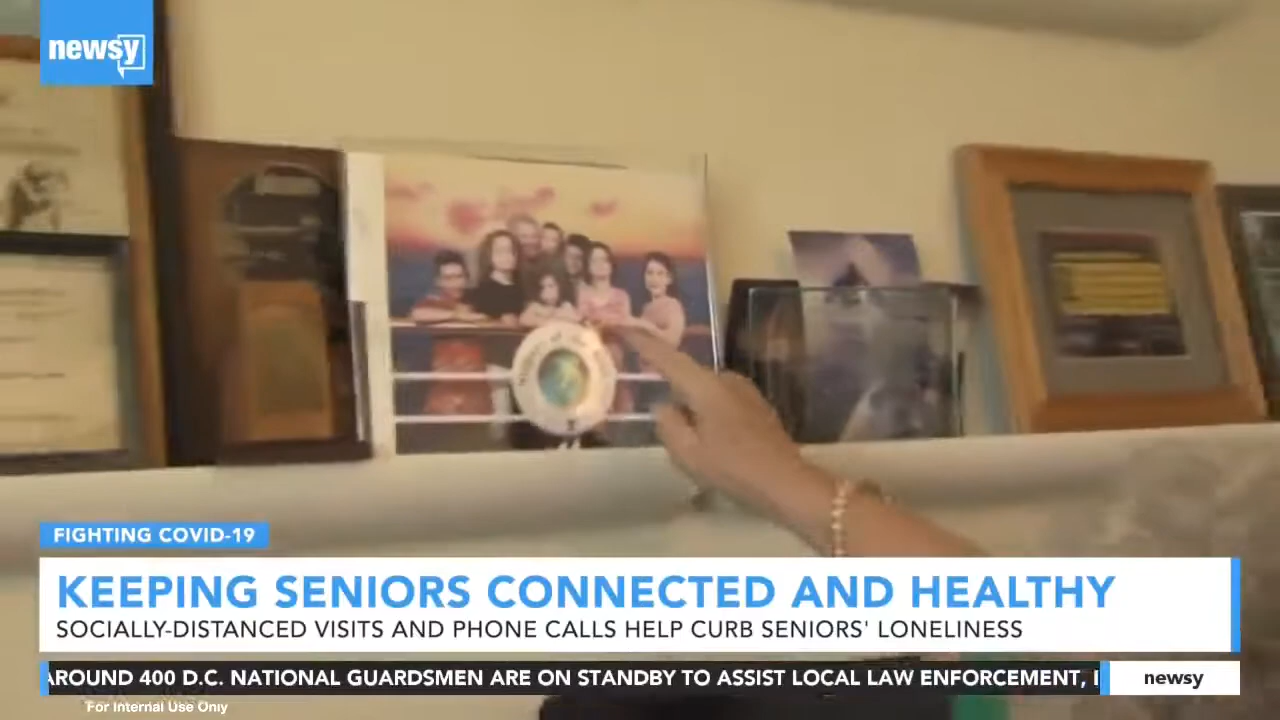 newsy
FIGHTING COVID-19
KEEPING SENIORS CONNECTED AND HEALTHY
SOCIALLY-DISTANCED VISITS AND PHONE CALLS HELP CURB SENIORS' LONELINESS
AROUND 400 D.C. NATIONAL GUARDSMEN ARE ON STANDBY TO ASSIST LOCAL LAW ENFORCEMENT,
newsy
For Internal Use Only